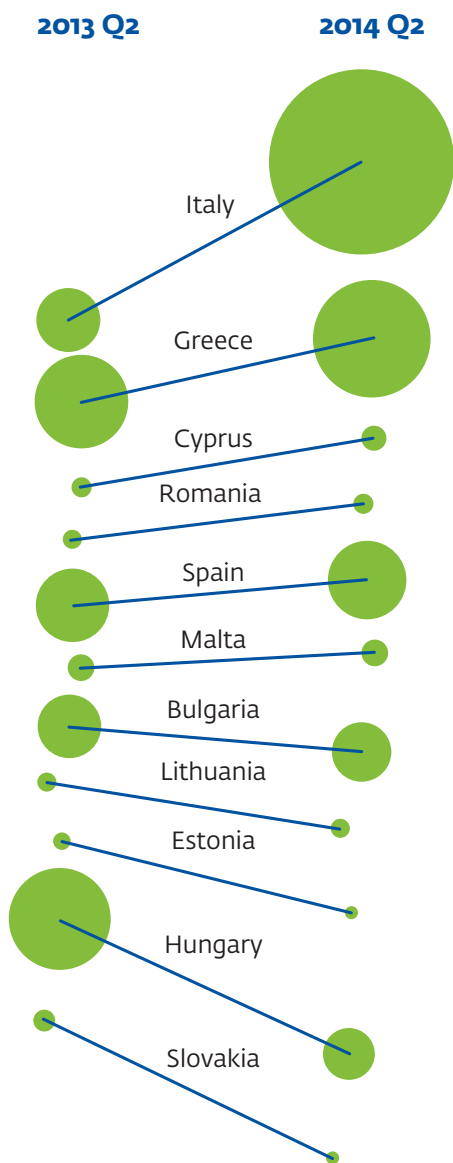 2013 Q2 2014 Q2
Italy
Greece
Cyprus
Romania
Spain
Malta
Bulgaria
Lithuania
Estonia
Hungary
Slovakia